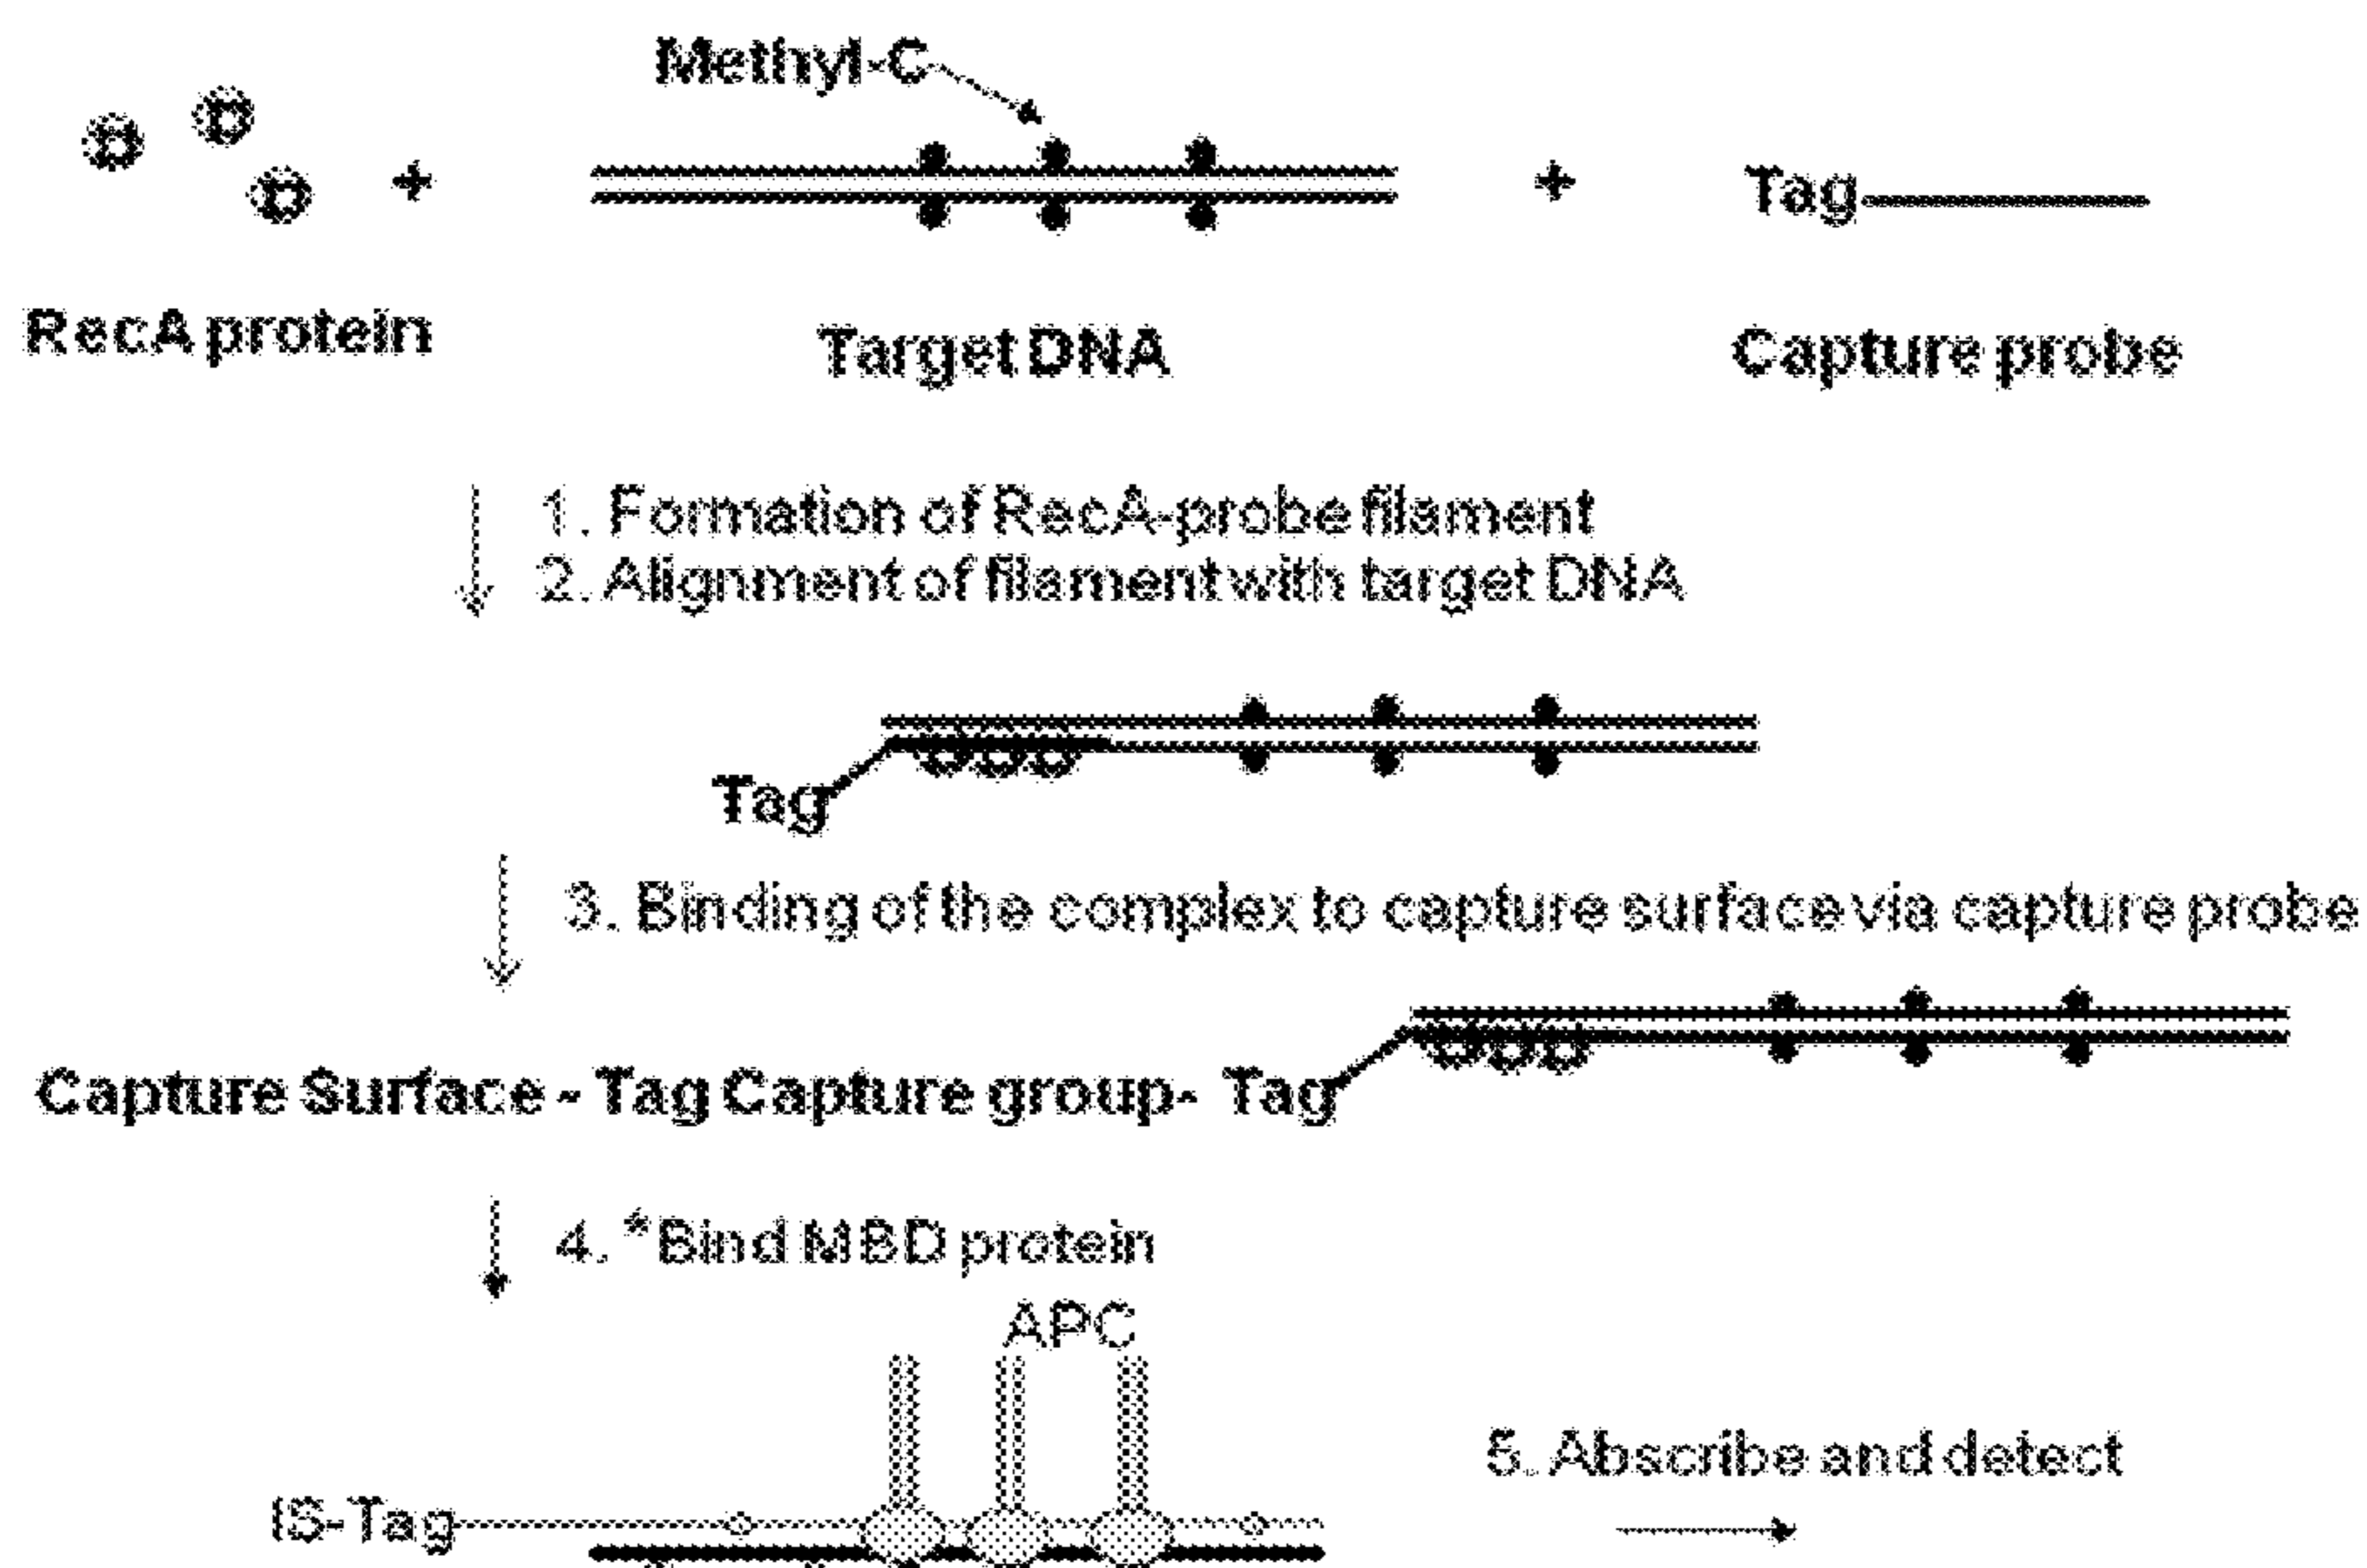 Methyl-C
+ + Tag
RecA protein
Target DNA
Capture probe
1. Formation of RecA-probe filament
2. Alignment of filament with target DNA
Tag
3. Binding of the complex to capture surface via capture probe
Capture Surface - Tag Capture group- Tag
4. *Bind MBD protein
APC
5. Abscribe and detect
IS-Tag